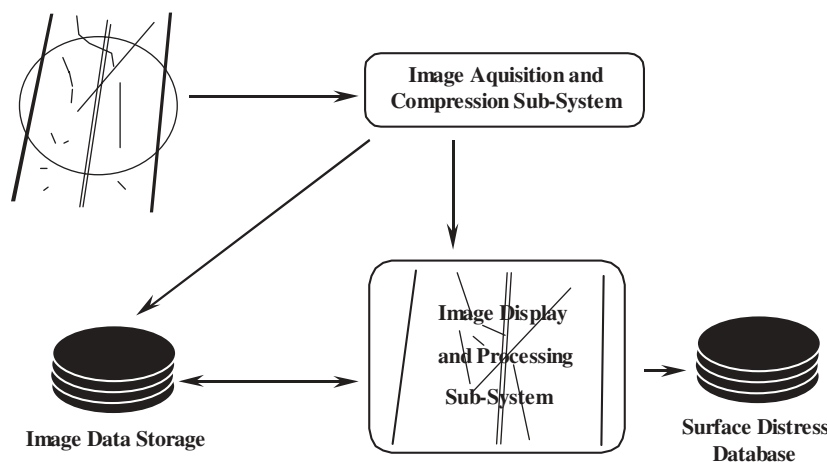 Image Aquisition and
Compression Sub-System
Image Display
and Processing
Sub-System
Image Data Storage
Surface Distress
Database